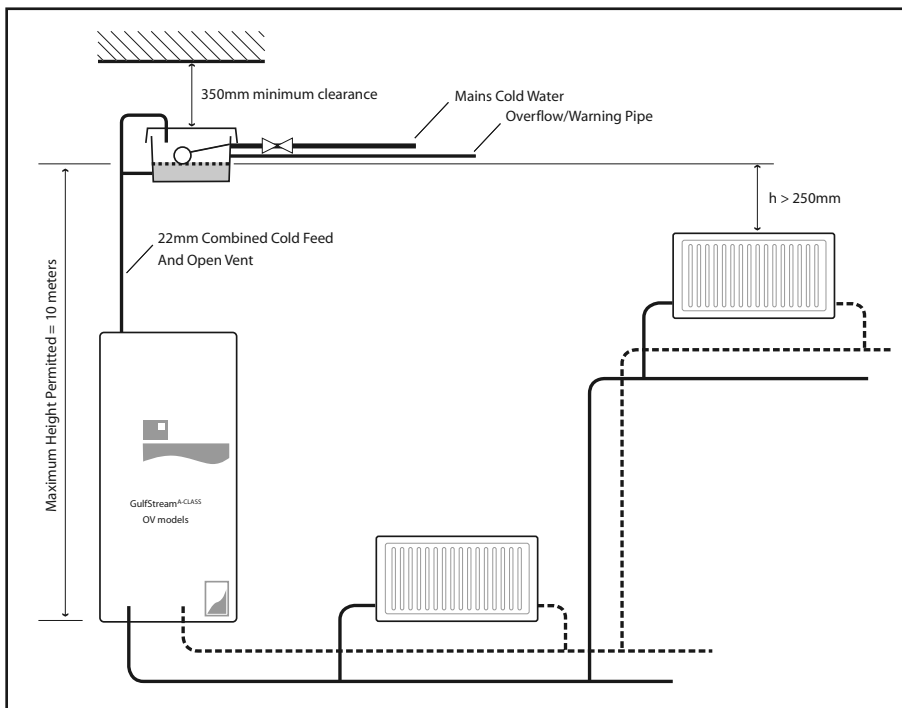 350mm minimum clearance
Mains Cold Water
Overflow/Warning Pipe
h > 250mm
22mm Combined Cold Feed
And Open Vent
Maximum Height Permitted = 10 meters
GulfStream A-CLASS
OV models